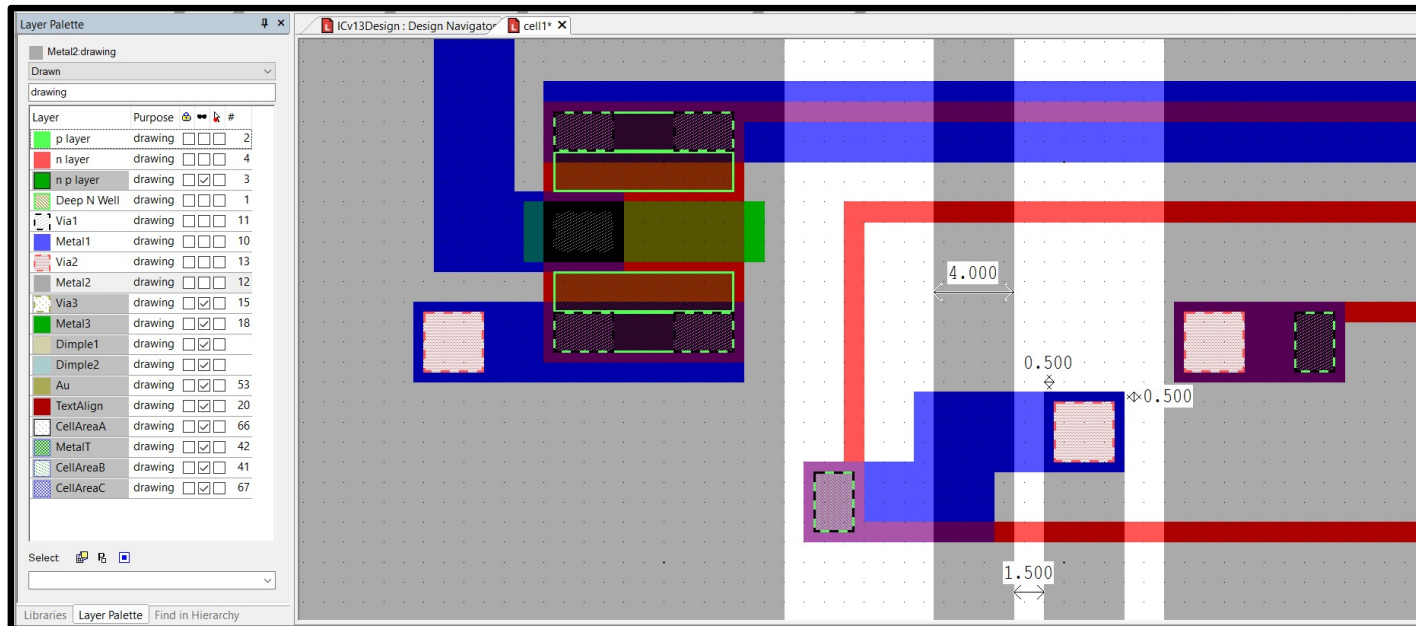 Layer Palette
Metal2:drawing
Drawn
drawing
Layer Purpose #
p layer drawing 2
n layer drawing 4
n p layer drawing 3
Deep N Well drawing 1
Via1 drawing 11
Metal1 drawing 10
Via2 drawing 13
Metal2 drawing 12
Via3 drawing 15
Metal3 drawing 18
Dimple1 drawing
Dimple2 drawing
Au drawing 53
TextAlign drawing 20
CellAreaA drawing 66
MetalT drawing 42
CellAreaB drawing 41
CellAreaC drawing 67
Select
Libraries Layer Palette Find in Hierarchy
ICv13Design : Design Navigator cell1*
4.000
0.500
0.500
1.500